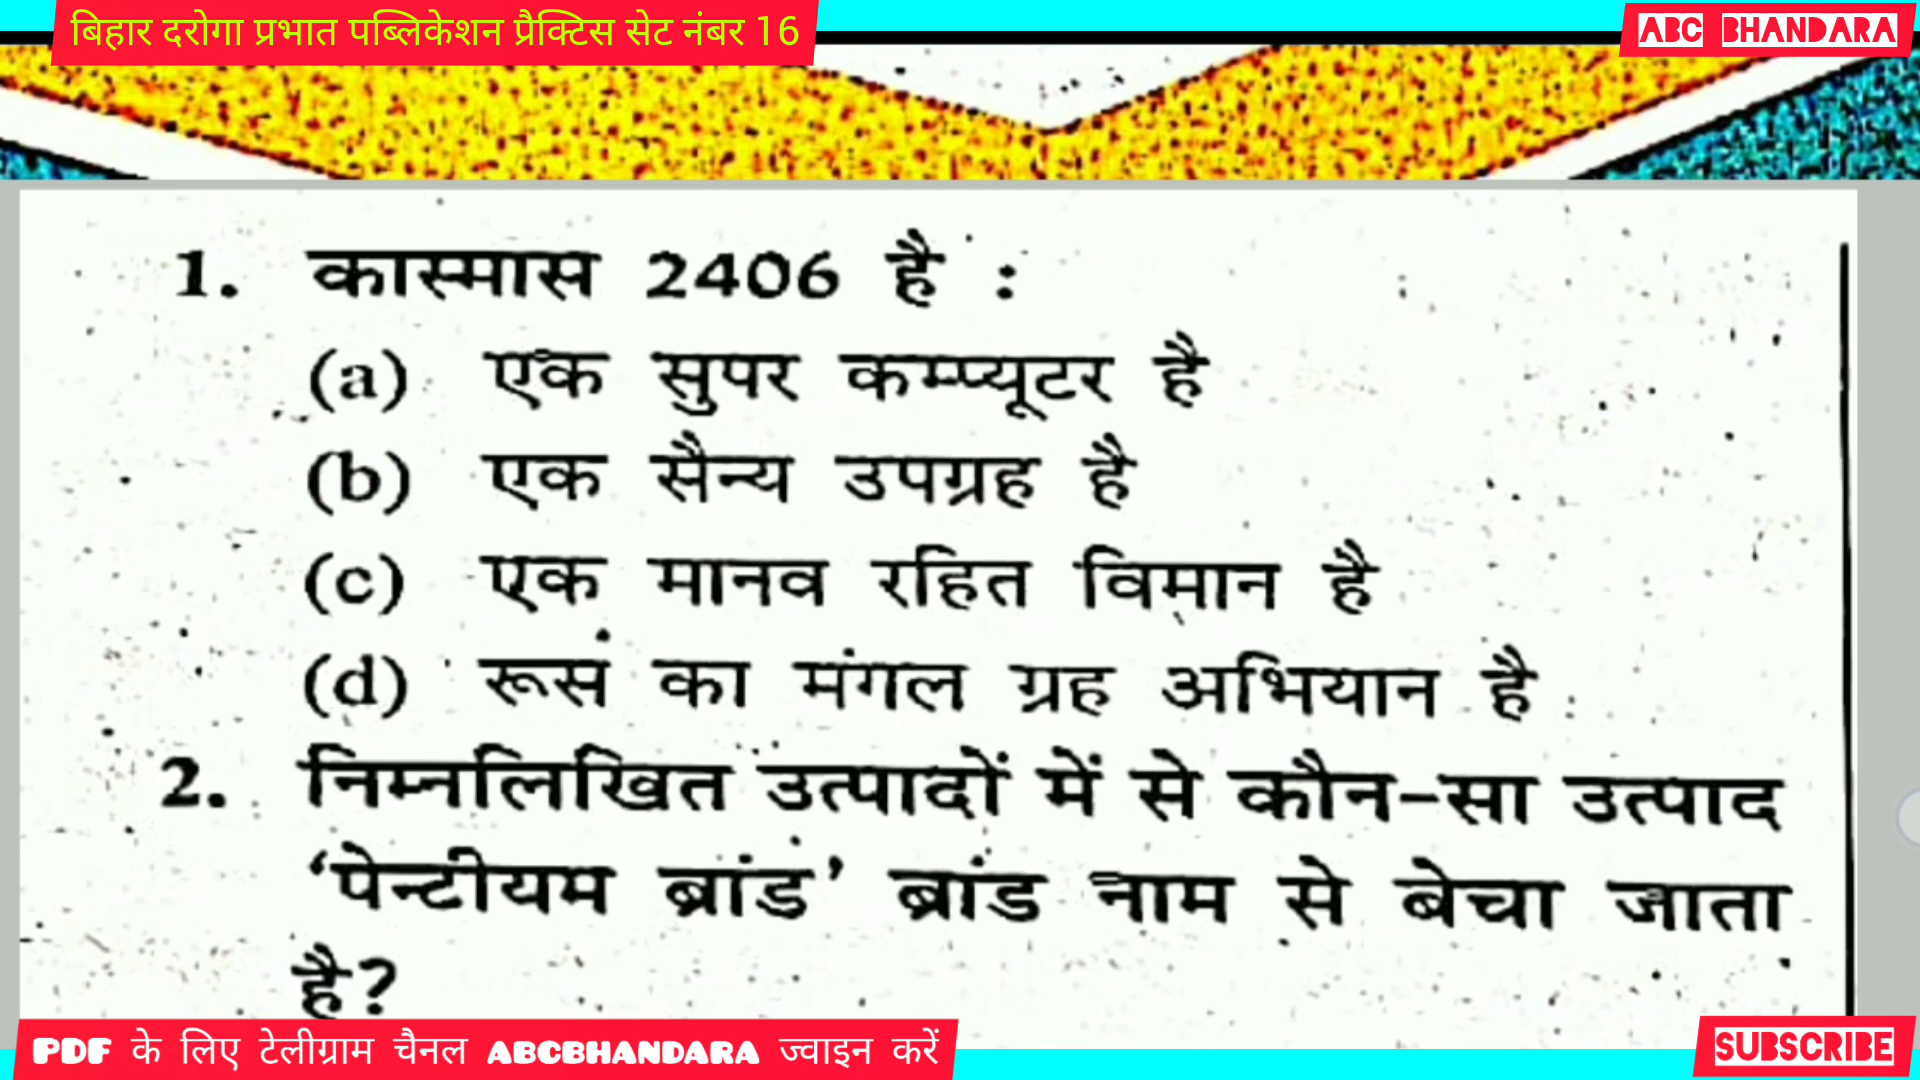 बिहार दरोगा प्रभात पब्लिकेशन प्रैक्टिस सेट नंबर 16
ABC BHANDARA
1. कास्मास 2406 है :
(a) एक सुपर कम्प्यूटर है
(b) एक सैन्य उपग्रह है
(c) एक मानव रहित विमान है
(d) रूस का मंगल ग्रह अभियान है
2. निम्नलिखित उत्पादों में से कौन-सा उत्पाद
‘पेन्टीयम ब्रांड’ ब्रांड नाम से बेचा जाता
है?
PDF के लिए टेलीग्राम चैनल ABCBHANDARA ज्वाइन करें
SUBSCRIBE